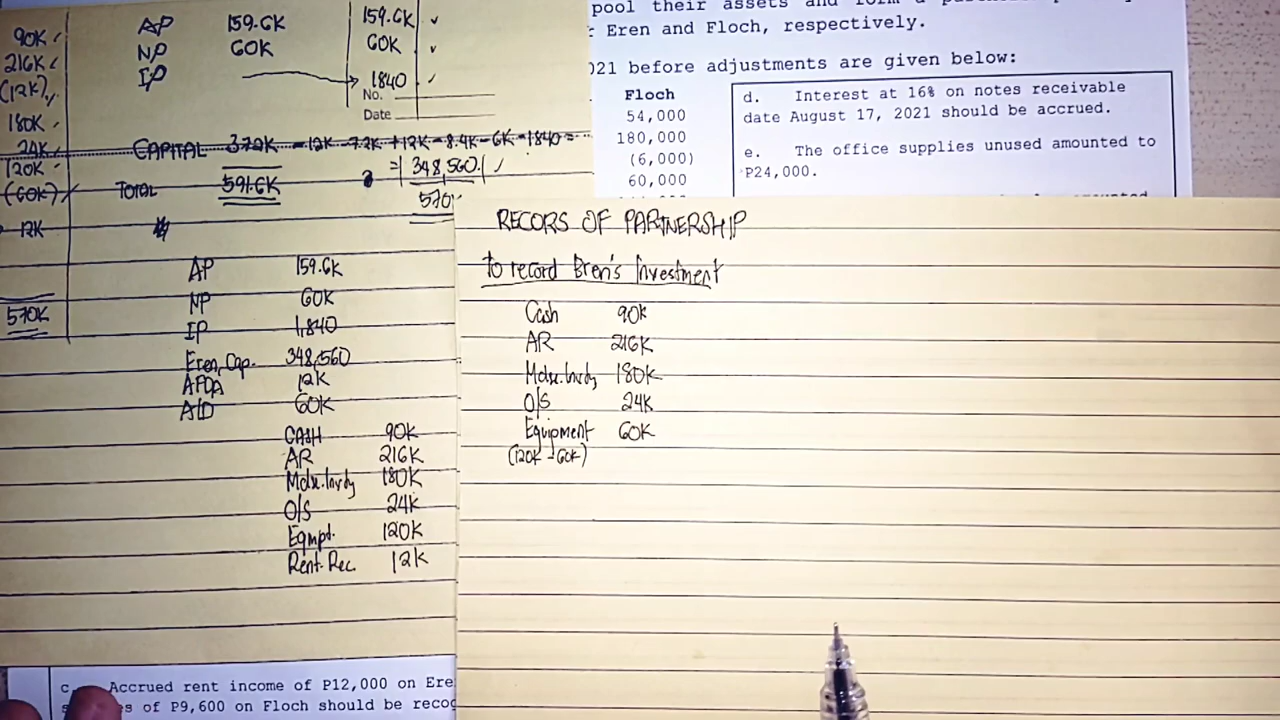 90K
216K
(12K)
180K
24K
120K
(60K)
12K
570K
AP 159.6K 159.6K
NP 60K 60K
IP 1840
No.
Date
CAPITAL 372K -12K -7.2K +12K -8.4K -6K -1840 =
= 348,560
TOTAL 591.6K
570K
AP 159.6K
NP 60K
IP 1,840
Eren, Cap. 348,560
AFDA 12K
A/D 60K
CASH 90K
AR 216K
Mdse. Invty 180K
O/S 24K
Eqmpt. 120K
Rent Rec. 12K
pool their assets and form a
Eren and Floch, respectively.
021 before adjustments are given below:
Floch
54,000
180,000
(6,000)
60,000
d. Interest at 16% on notes receivable
date August 17, 2021 should be accrued.
e. The office supplies unused amounted to
P24,000.
RECORS OF PARTNERSHIP
to record Eren's Investment
Cash 90K
AR 216K
Mdse. Invty 180K
O/S 24K
Equipment 60K
(120K - 60K)
c. Accrued rent income of P12,000 on Ere
of P9,600 on Floch should be recog